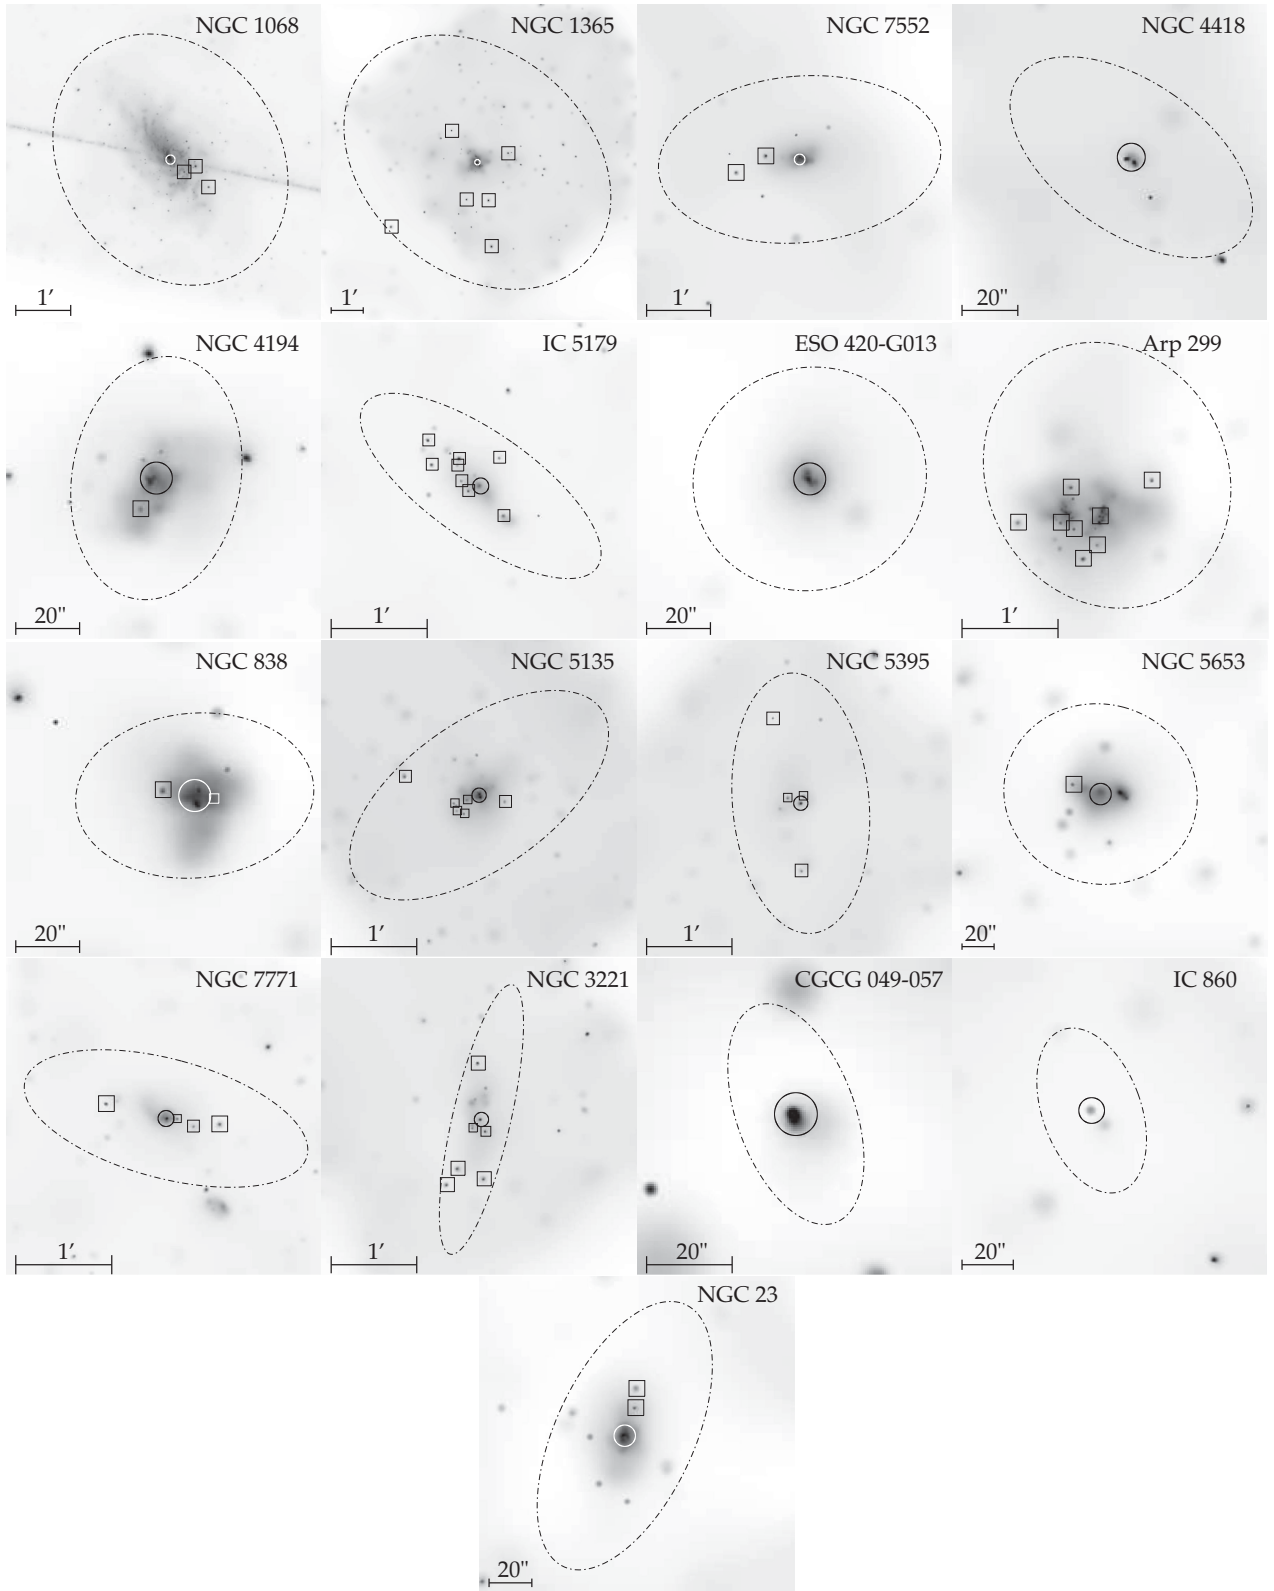 NGC 1068
1′
NGC 1365
1′
NGC 7552
1′
NGC 4418
20"
NGC 4194
20"
IC 5179
1′
ESO 420-G013
20"
Arp 299
1′
NGC 838
20"
NGC 5135
1′
NGC 5395
1′
NGC 5653
20"
NGC 7771
1′
NGC 3221
1′
CGCG 049-057
20"
IC 860
20"
NGC 23
20"